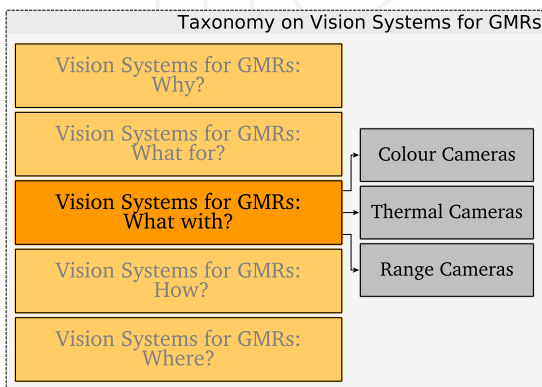 Taxonomy on Vision Systems for GMRs
Vision Systems for GMRs:
Why?
Vision Systems for GMRs:
What for?
Vision Systems for GMRs:
What with?
Vision Systems for GMRs:
How?
Vision Systems for GMRs:
Where?
Colour Cameras
Thermal Cameras
Range Cameras